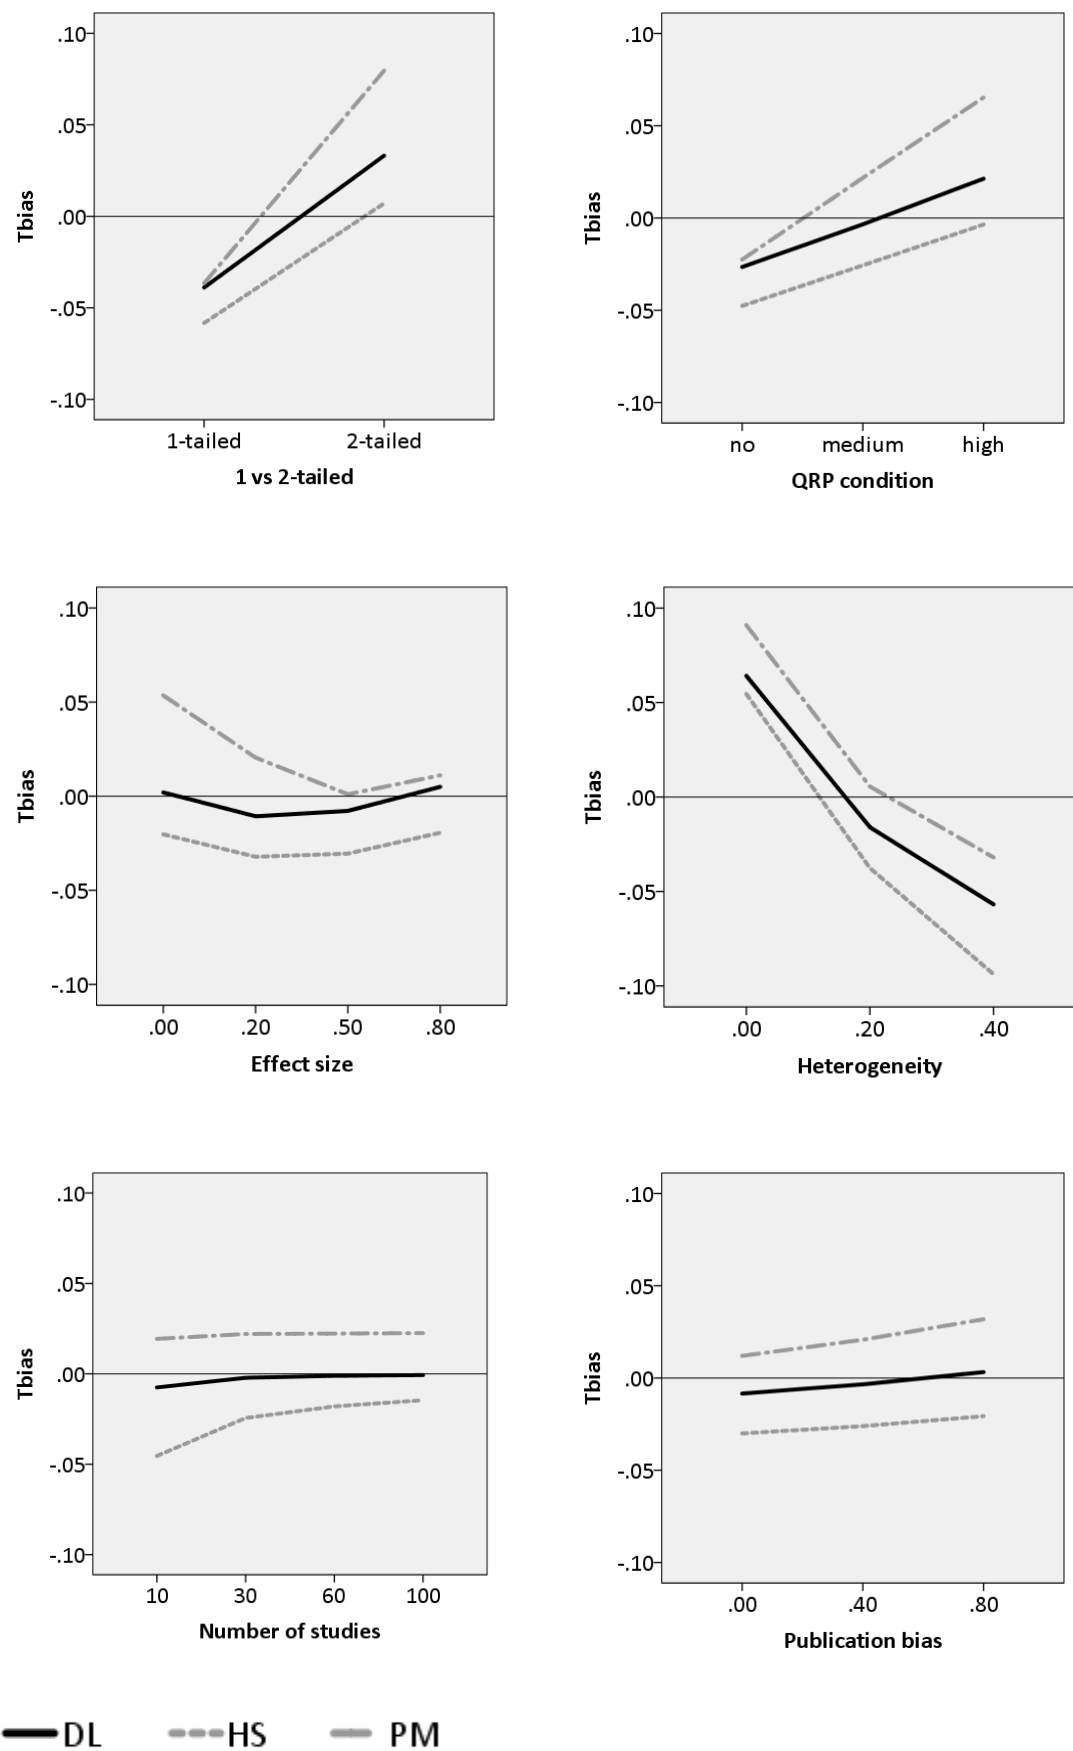 .10
.05
.00
-.05
-.10
Tbias
1-tailed 2-tailed
1 vs 2-tailed
.10
.05
.00
-.05
-.10
Tbias
no medium high
QRP condition
.10
.05
.00
-.05
-.10
Tbias
.00 .20 .50 .80
Effect size
.10
.05
.00
-.05
-.10
Tbias
.00 .20 .40
Heterogeneity
.10
.05
.00
-.05
-.10
Tbias
10 30 60 100
Number of studies
.10
.05
.00
-.05
-.10
Tbias
.00 .40 .80
Publication bias
DL HS PM